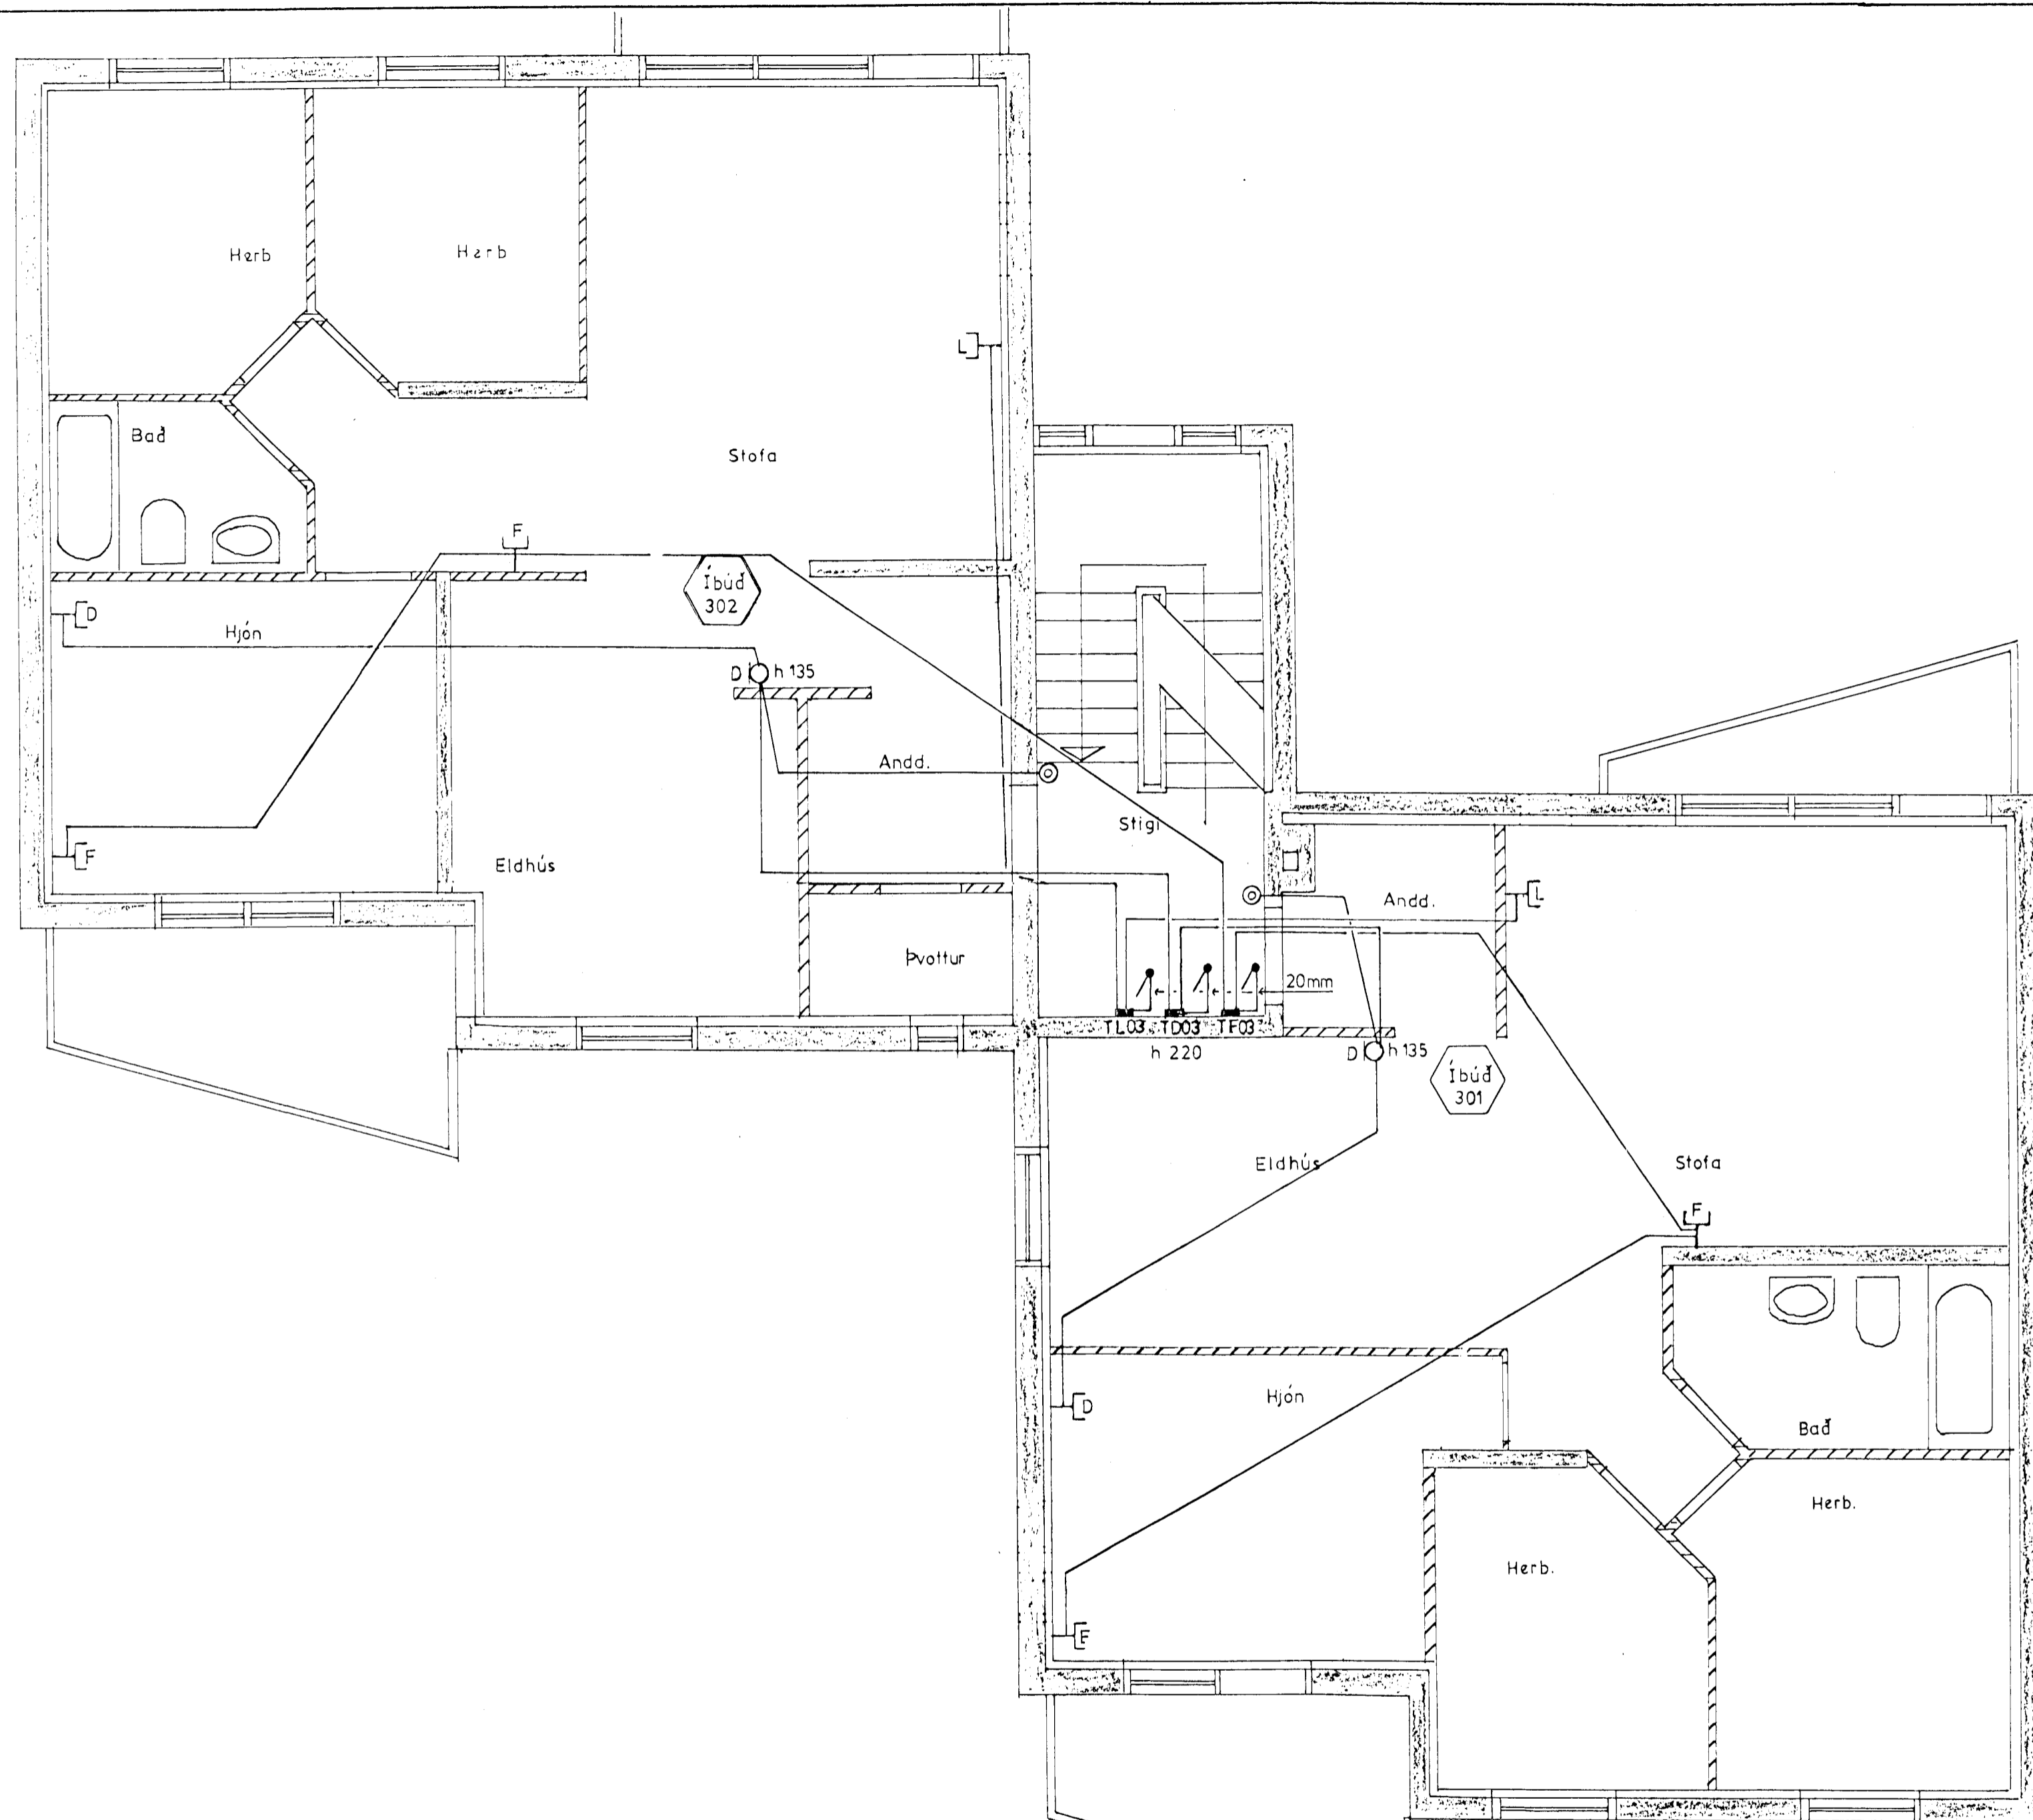 Herb
Herb
L
Bað
Stofa
F
Íbúð
302
D
Hjón
D h 135
Andd.
Stigi
F
Eldhús
Andd.
L
Þvottur
20mm
TL03 TD03 TF03
h 220
D h 135
Íbúð
301
Eldhús
Stofa
F
Hjón
D
Bað
Herb.
Herb.
F